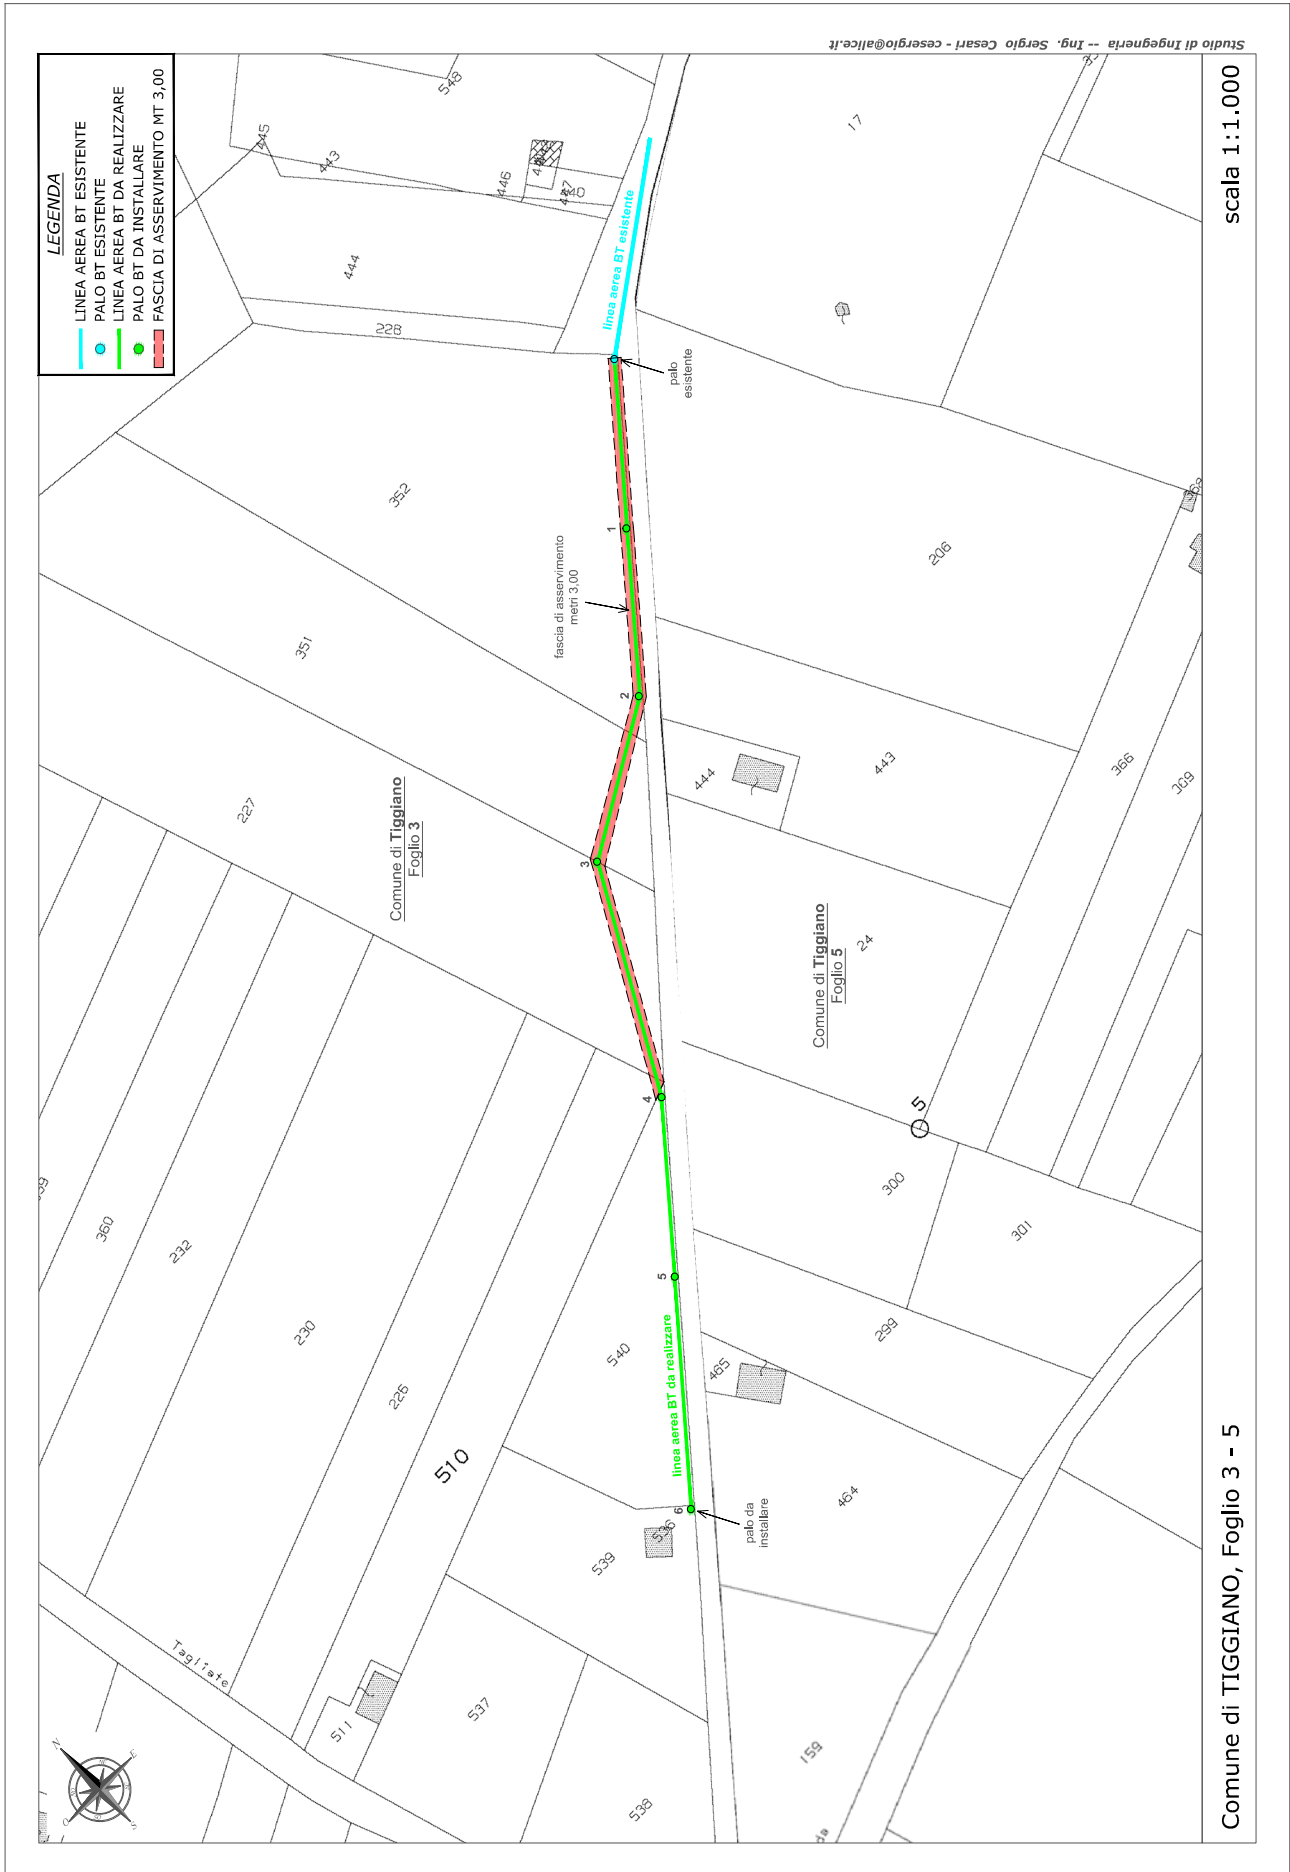 Studio di Ingegneria -- Ing. Sergio Cesari - cesergio@alice.it
LEGENDA
LINEA AEREA BT ESISTENTE
PALO BT ESISTENTE
LINEA AEREA BT DA REALIZZARE
PALO BT DA INSTALLARE
FASCIA DI ASSERVIMENTO MT 3,00
scala 1:1.000
548
445
443
446
447
440
444
228
17
linea aerea BT esistente
palo
esistente
352
1
fascia di asservimento
metri 3,00
206
368
351
2
444
443
366
369
227
Comune di Tiggiano
Foglio 3
3
Comune di Tiggiano
Foglio 5
24
4
5
300
301
360
232
230
226
510
540
5
linea aerea BT da realizzare
465
299
464
6
536
539
palo da
installare
Tagliate
511
537
538
159
da
N
E
S
O
Comune di TIGGIANO, Foglio 3 - 5